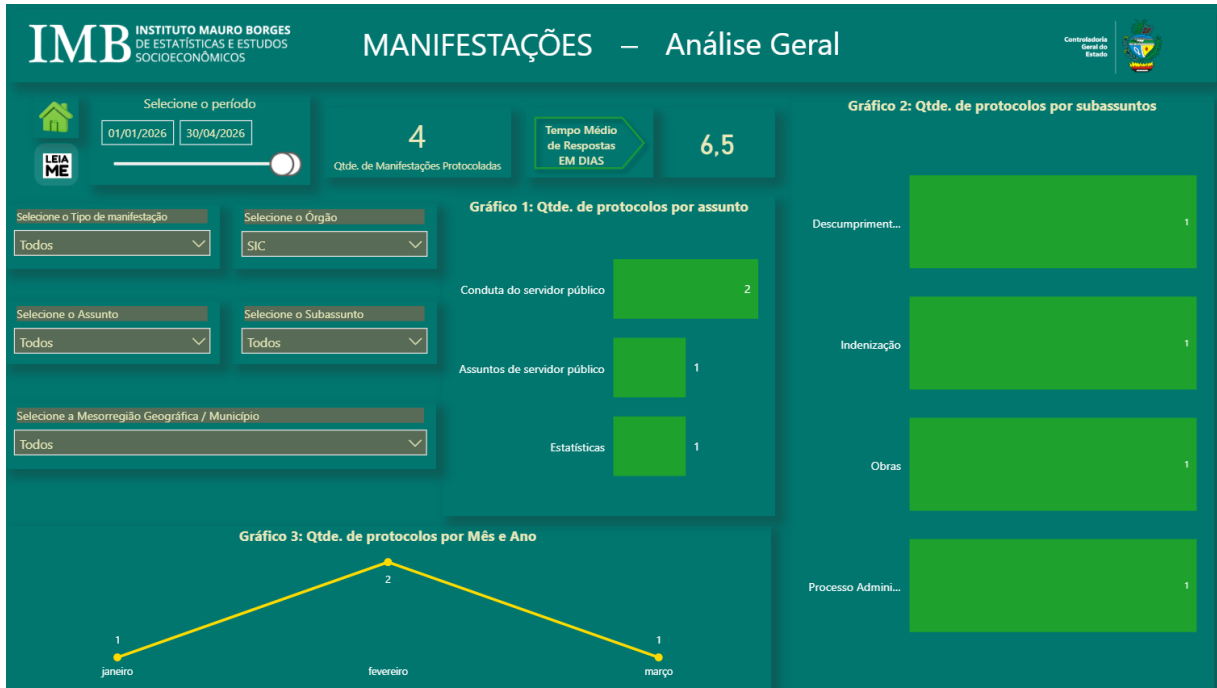 IMB
INSTITUTO MAURO BORGES
DE ESTATÍSTICAS E ESTUDOS
SOCIOECONÔMICOS
MANIFESTAÇÕES – Análise Geral
Controladoria
Geral do
Estado
Selecione o período
01/01/2026 30/04/2026
LEIA
ME
4
Qtde. de Manifestações Protocoladas
Tempo Médio
de Respostas
EM DIAS
6,5
Selecione o Tipo de manifestação
Todos
Selecione o Órgão
SIC
Selecione o Assunto
Todos
Selecione o Subassunto
Todos
Selecione a Mesorregião Geográfica / Município
Todos
Gráfico 1: Qtde. de protocolos por assunto
Conduta do servidor público 2
Assuntos de servidor público 1
Estatísticas 1
Gráfico 2: Qtde. de protocolos por subassuntos
Descumpriment... 1
Indenização 1
Obras 1
Processo Admini... 1
Gráfico 3: Qtde. de protocolos por Mês e Ano
1 2 1
janeiro fevereiro março